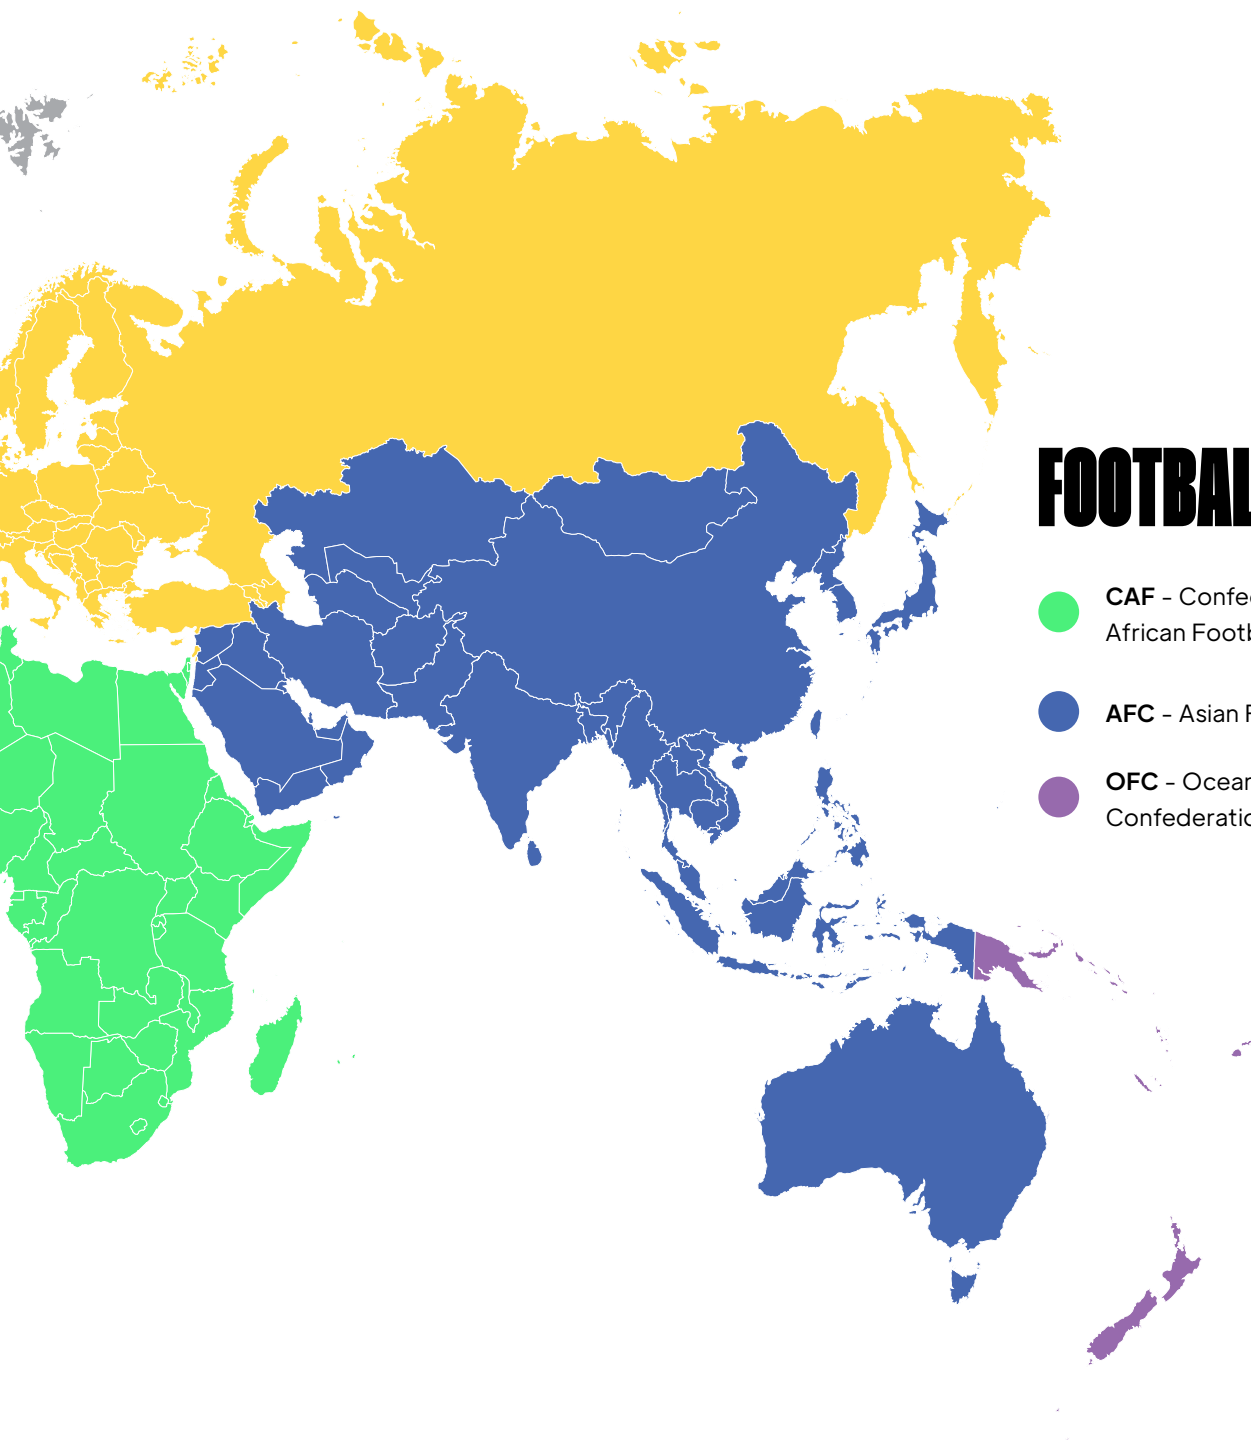 FOOTBAL
CAF - Confe
African Footb
AFC - Asian F
OFC - Ocean
Confederatio